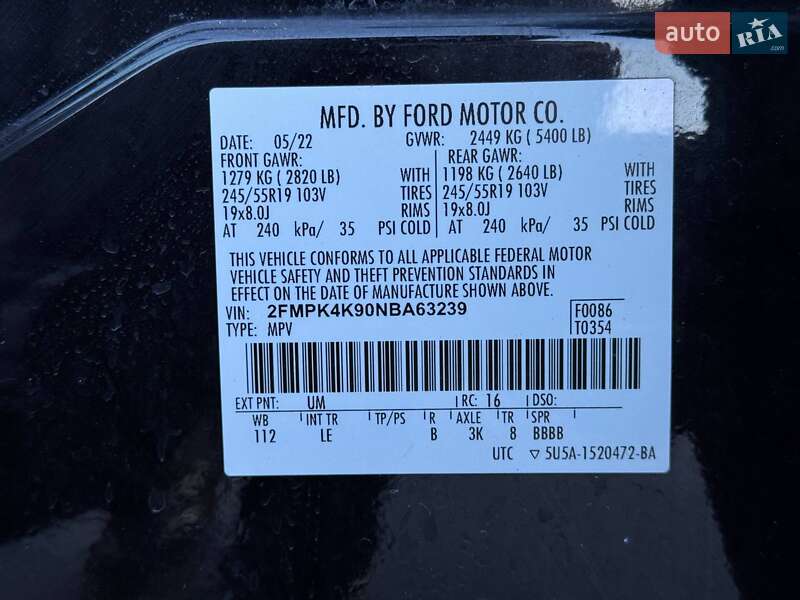 auto RIA .com
MFD. BY FORD MOTOR CO.
DATE: 05/22 GVWR: 2449 KG ( 5400 LB)
FRONT GAWR: REAR GAWR:
1279 KG ( 2820 LB) WITH 1198 KG ( 2640 LB) WITH
245/55R19 103V TIRES 245/55R19 103V TIRES
19x8.0J RIMS 19x8.0J RIMS
AT 240 kPa/ 35 PSI COLD AT 240 kPa/ 35 PSI COLD
THIS VEHICLE CONFORMS TO ALL APPLICABLE FEDERAL MOTOR
VEHICLE SAFETY AND THEFT PREVENTION STANDARDS IN
EFFECT ON THE DATE OF MANUFACTURE SHOWN ABOVE.
VIN: 2FMPK4K90NBA63239 F0086
TYPE: MPV T0354
EXT PNT: UM RC: 16 DSO:
WB INT TR TP/PS R AXLE TR SPR
112 LE B 3K 8 BBBB
UTC ▽ 5U5A-1520472-BA